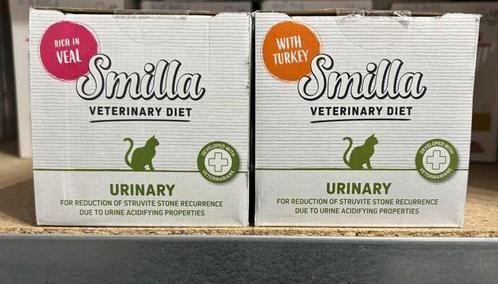 RICH IN
VEAL
Smilla
VETERINARY DIET
DEVELOPED WITH
VETERINARIANS
URINARY
FOR REDUCTION OF STRUVITE STONE RECURRENCE
DUE TO URINE ACIDIFYING PROPERTIES
WITH
TURKEY
Smilla
VETERINARY DIET
DEVELOPED WITH
VETERINARIANS
URINARY
FOR REDUCTION OF STRUVITE STONE RECURRENCE
DUE TO URINE ACIDIFYING PROPERTIES